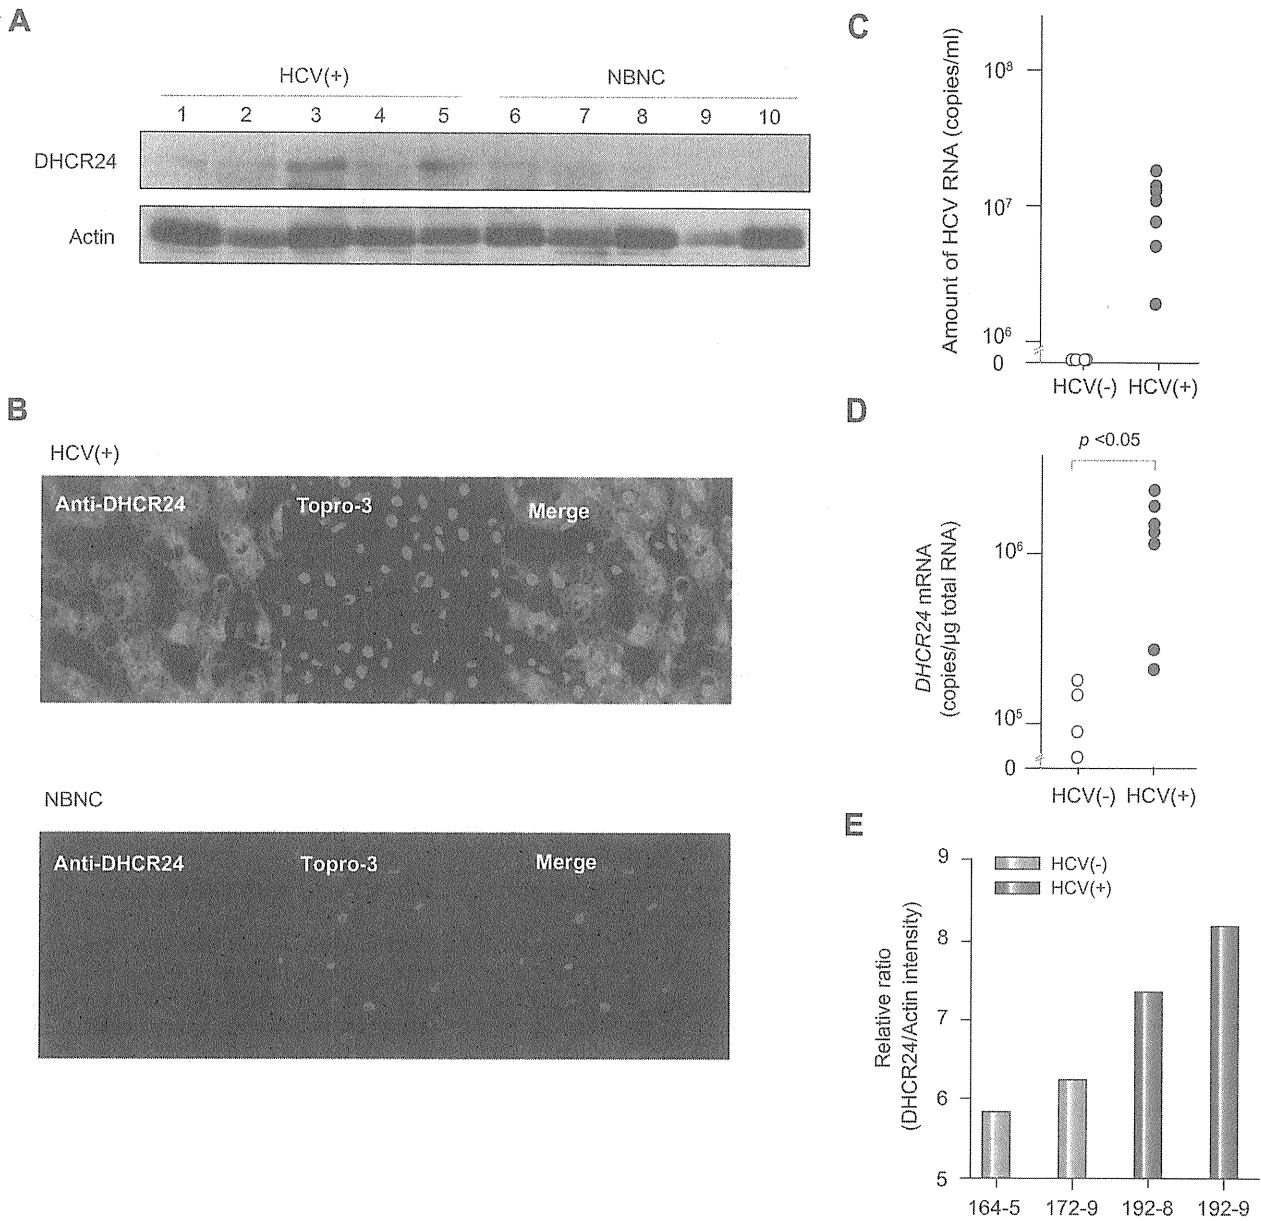 A
HCV(+) NBNC
1 2 3 4 5 6 7 8 9 10
DHCR24
Actin
B
HCV(+)
Anti-DHCR24 Topro-3 Merge
NBNC
Anti-DHCR24 Topro-3 Merge
C
Amount of HCV RNA (copies/ml)
10⁸
10⁷
10⁶
0
HCV(-) HCV(+)
D
p <0.05
DHCR24 mRNA
(copies/µg total RNA)
10⁶
10⁵
0
HCV(-) HCV(+)
E
HCV(-)
HCV(+)
Relative ratio
(DHCR24/Actin intensity)
9
8
7
6
5
164-5 172-9 192-8 192-9